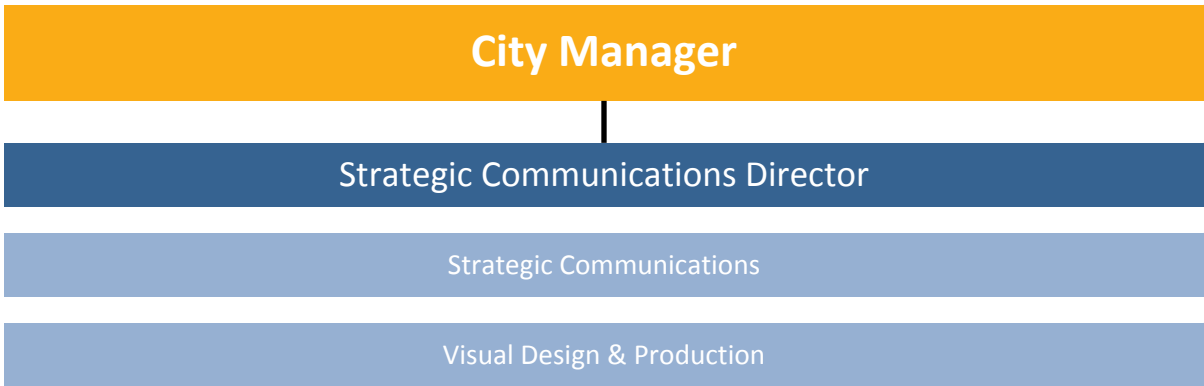 City Manager
Strategic Communications Director
Strategic Communications
Visual Design & Production